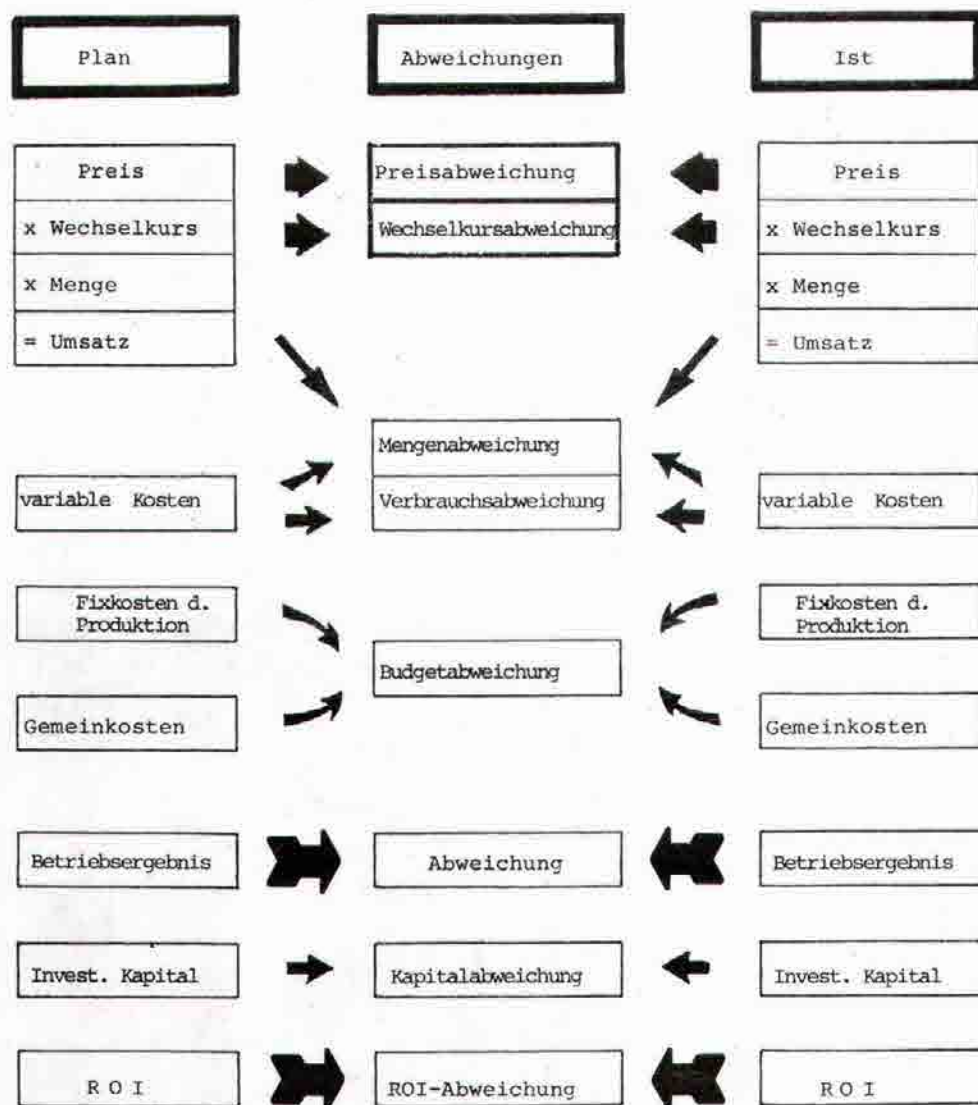 Plan
Abweichungen
Ist
Preis
Preisabweichung
Preis
x Wechselkurs
Wechselkursabweichung
x Wechselkurs
x Menge
x Menge
= Umsatz
= Umsatz
Mengenabweichung
variable Kosten
Verbrauchsabweichung
variable Kosten
Fixkosten d.
Produktion
Fixkosten d.
Produktion
Budgetabweichung
Gemeinkosten
Gemeinkosten
Betriebsergebnis
Abweichung
Betriebsergebnis
Invest. Kapital
Kapitalabweichung
Invest. Kapital
R O I
ROI-Abweichung
R O I